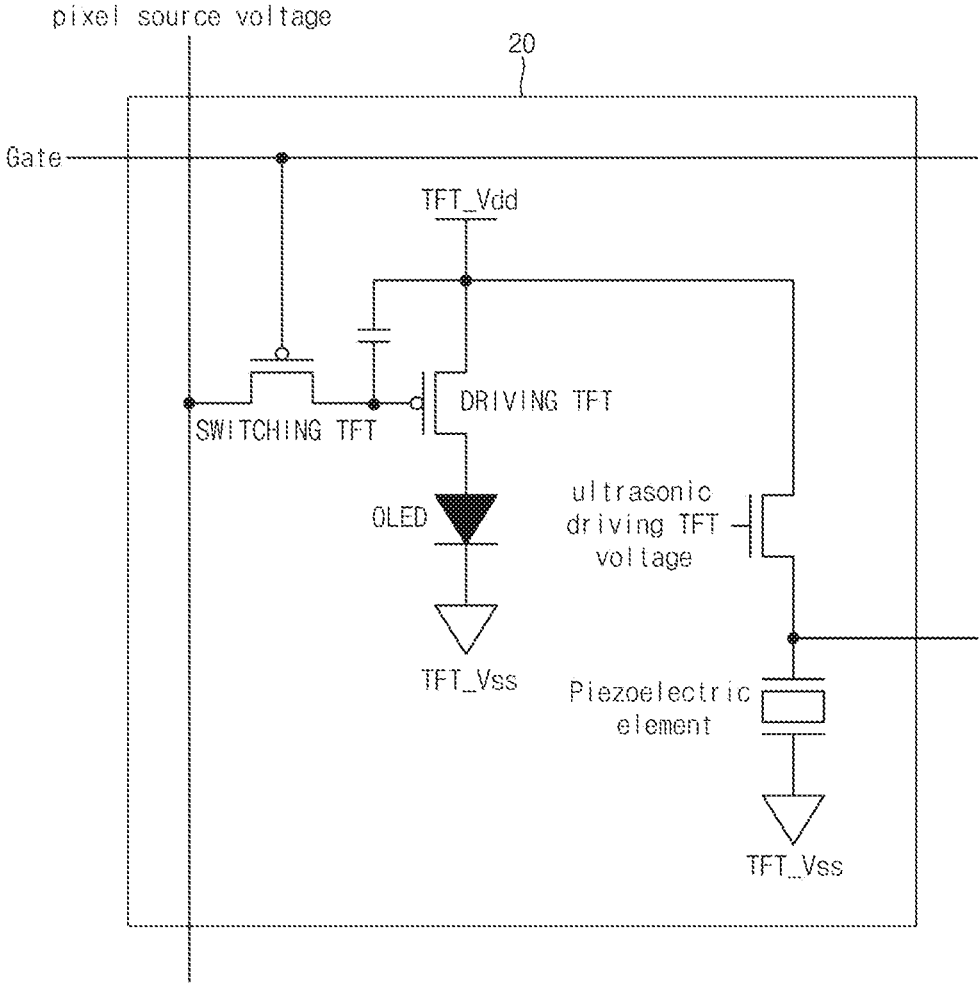 pixel source voltage
20
Gate
TFT_Vdd
DRIVING TFT
SWITCHING TFT
OLED
ultrasonic
driving TFT
voltage
TFT_Vss
Piezoelectric
element
TFT_Vss